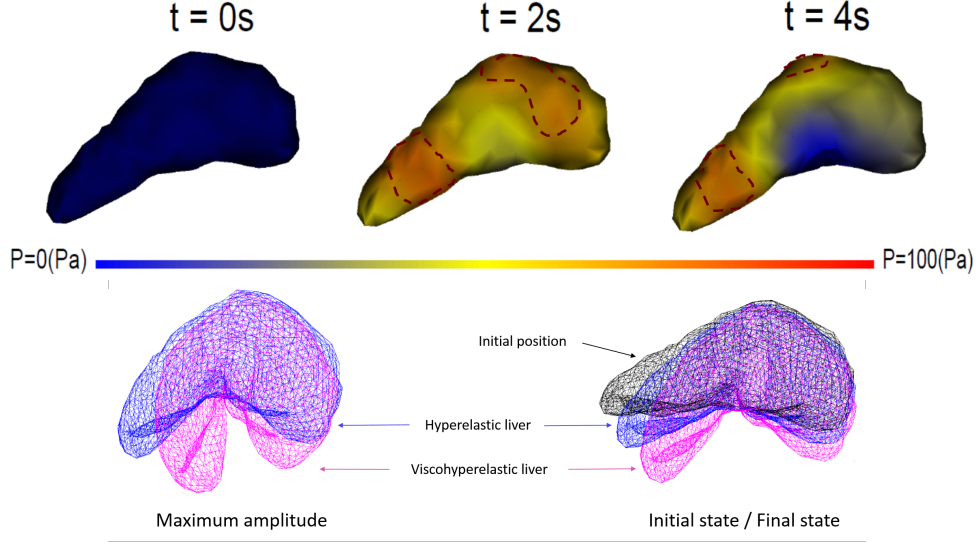 t = 0s
t = 2s
t = 4s
P=0(Pa)
P=100(Pa)
Initial position
Hyperelastic liver
Viscohyperelastic liver
Maximum amplitude
Initial state / Final state